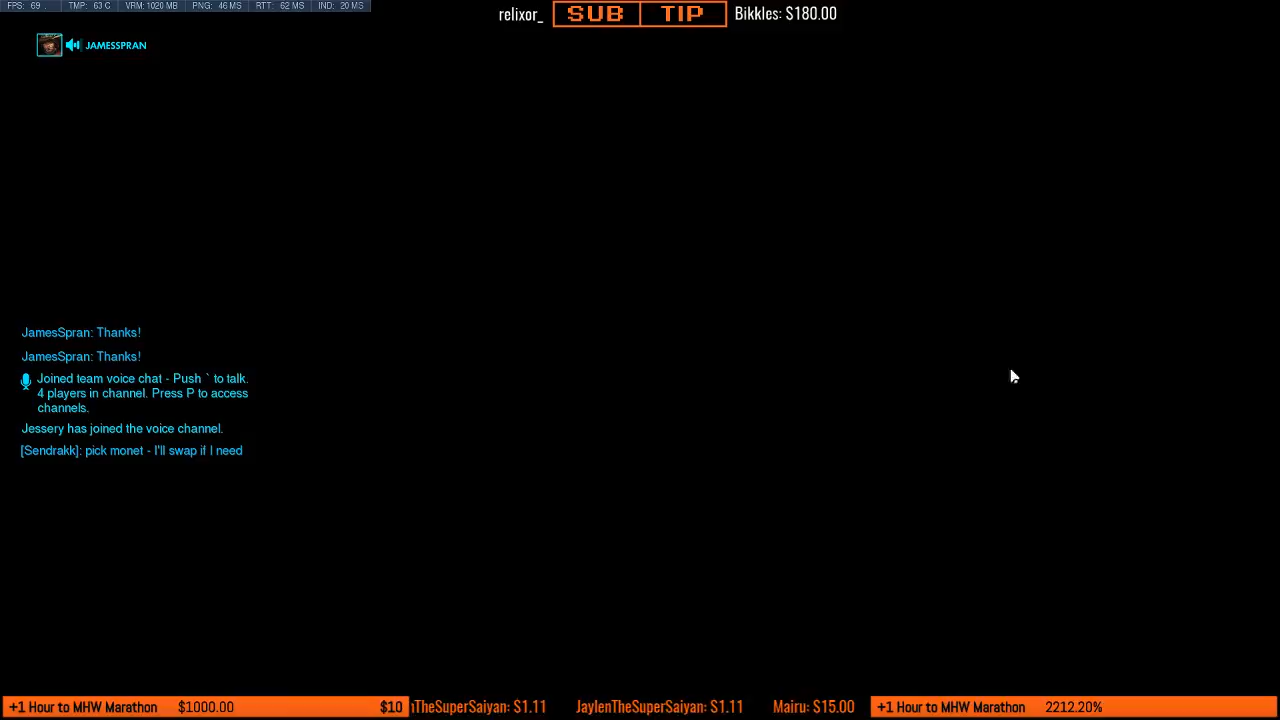 FPS: 69 TMP: 63 C VRM: 1020 MB PNG: 46 MS RTT: 62 MS IND: 20 MS
relixor_ SUB TIP Bikkles: $180.00
JAMESSPRAN
JamesSpran: Thanks!
JamesSpran: Thanks!
Joined team voice chat - Push ` to talk.
4 players in channel. Press P to access
channels.
Jessery has joined the voice channel.
[Sendrakk]: pick monet - I'll swap if I need
+1 Hour to MHW Marathon $1000.00 $10 TheSuperSaiyan: $1.11 JaylenTheSuperSaiyan: $1.11 Mairu: $15.00 +1 Hour to MHW Marathon 2212.20%